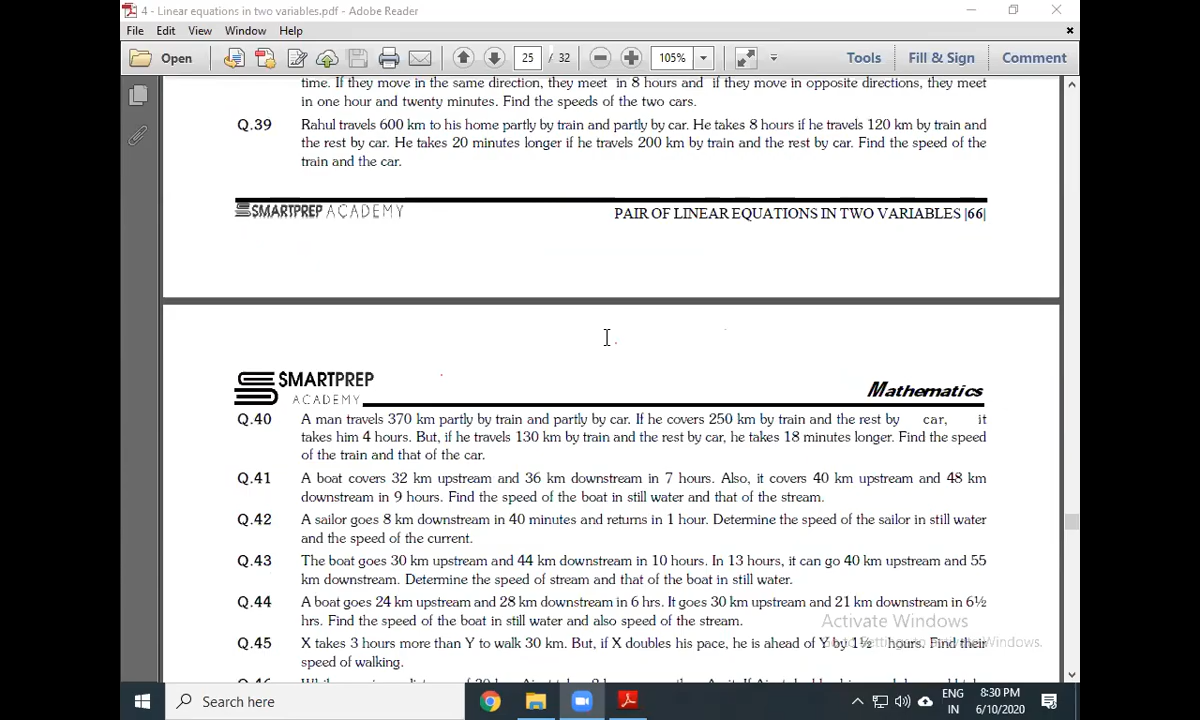 4 - Linear equations in two variables.pdf - Adobe Reader
File Edit View Window Help
Open 25 / 32 105% Tools Fill & Sign Comment
time. If they move in the same direction, they meet in 8 hours and if they move in opposite directions, they meet
in one hour and twenty minutes. Find the speeds of the two cars.
Q.39 Rahul travels 600 km to his home partly by train and partly by car. He takes 8 hours if he travels 120 km by train and
the rest by car. He takes 20 minutes longer if he travels 200 km by train and the rest by car. Find the speed of the
train and the car.
SMARTPREP ACADEMY PAIR OF LINEAR EQUATIONS IN TWO VARIABLES |66|
SMARTPREP
ACADEMY
Mathematics
Q.40 A man travels 370 km partly by train and partly by car. If he covers 250 km by train and the rest by car, it
takes him 4 hours. But, if he travels 130 km by train and the rest by car, he takes 18 minutes longer. Find the speed
of the train and that of the car.
Q.41 A boat covers 32 km upstream and 36 km downstream in 7 hours. Also, it covers 40 km upstream and 48 km
downstream in 9 hours. Find the speed of the boat in still water and that of the stream.
Q.42 A sailor goes 8 km downstream in 40 minutes and returns in 1 hour. Determine the speed of the sailor in still water
and the speed of the current.
Q.43 The boat goes 30 km upstream and 44 km downstream in 10 hours. In 13 hours, it can go 40 km upstream and 55
km downstream. Determine the speed of stream and that of the boat in still water.
Q.44 A boat goes 24 km upstream and 28 km downstream in 6 hrs. It goes 30 km upstream and 21 km downstream in 6½
hrs. Find the speed of the boat in still water and also speed of the stream.
Activate Windows
Q.45 X takes 3 hours more than Y to walk 30 km. But, if X doubles his pace, he is ahead of Y by 1½ hours. Find their
speed of walking.
Search here
ENG 8:30 PM
IN 6/10/2020